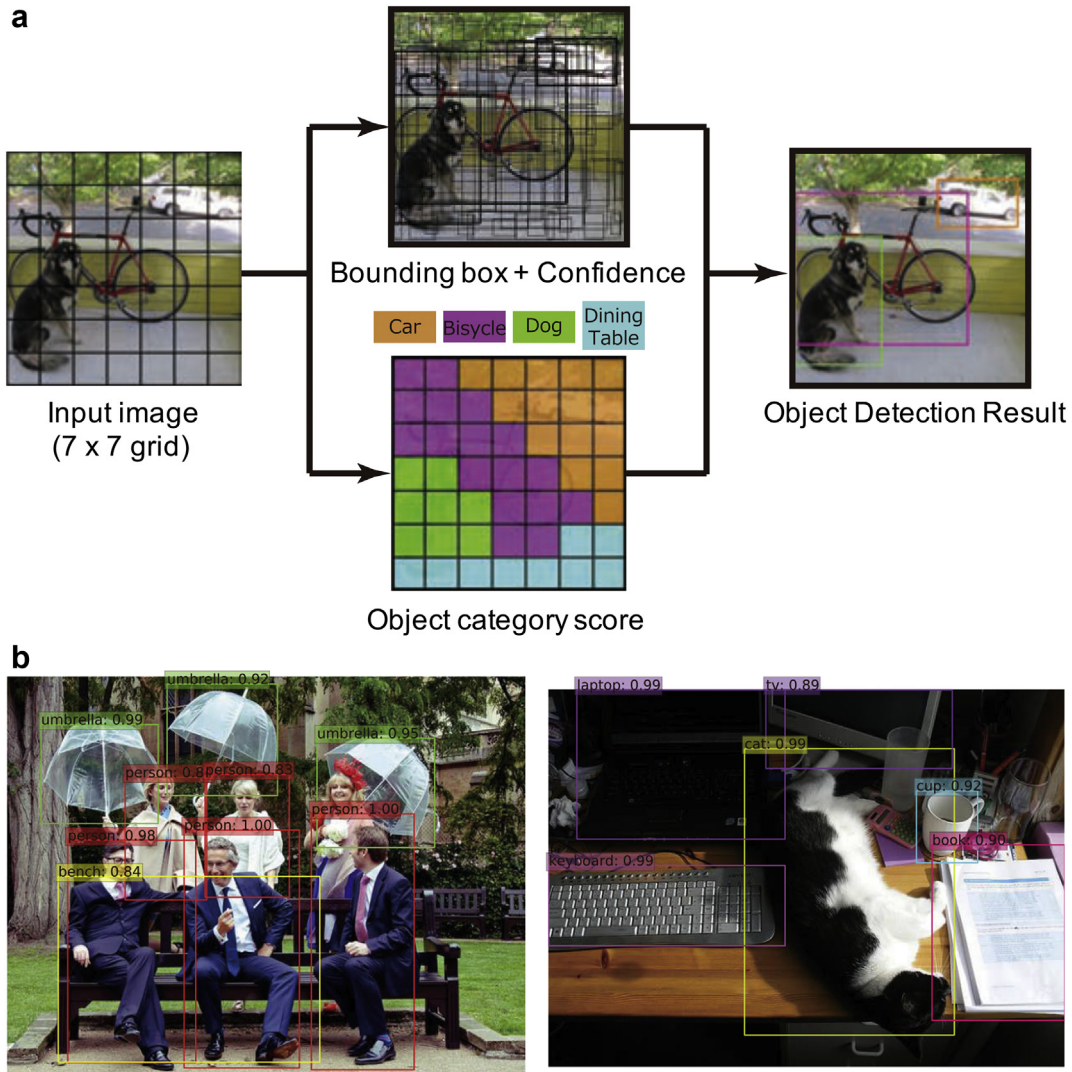 a
Bounding box + Confidence
Car
Bisycle
Dog
Dining
Table
Input image
(7 x 7 grid)
Object Detection Result
Object category score
b
umbrella: 0.92
umbrella: 0.99
umbrella: 0.95
person: 0.8
person: 0.83
person: 1.00
person: 0.98
person: 1.00
bench: 0.84
laptop: 0.99
tv: 0.89
cat: 0.99
cup: 0.92
book: 0.90
keyboard: 0.99